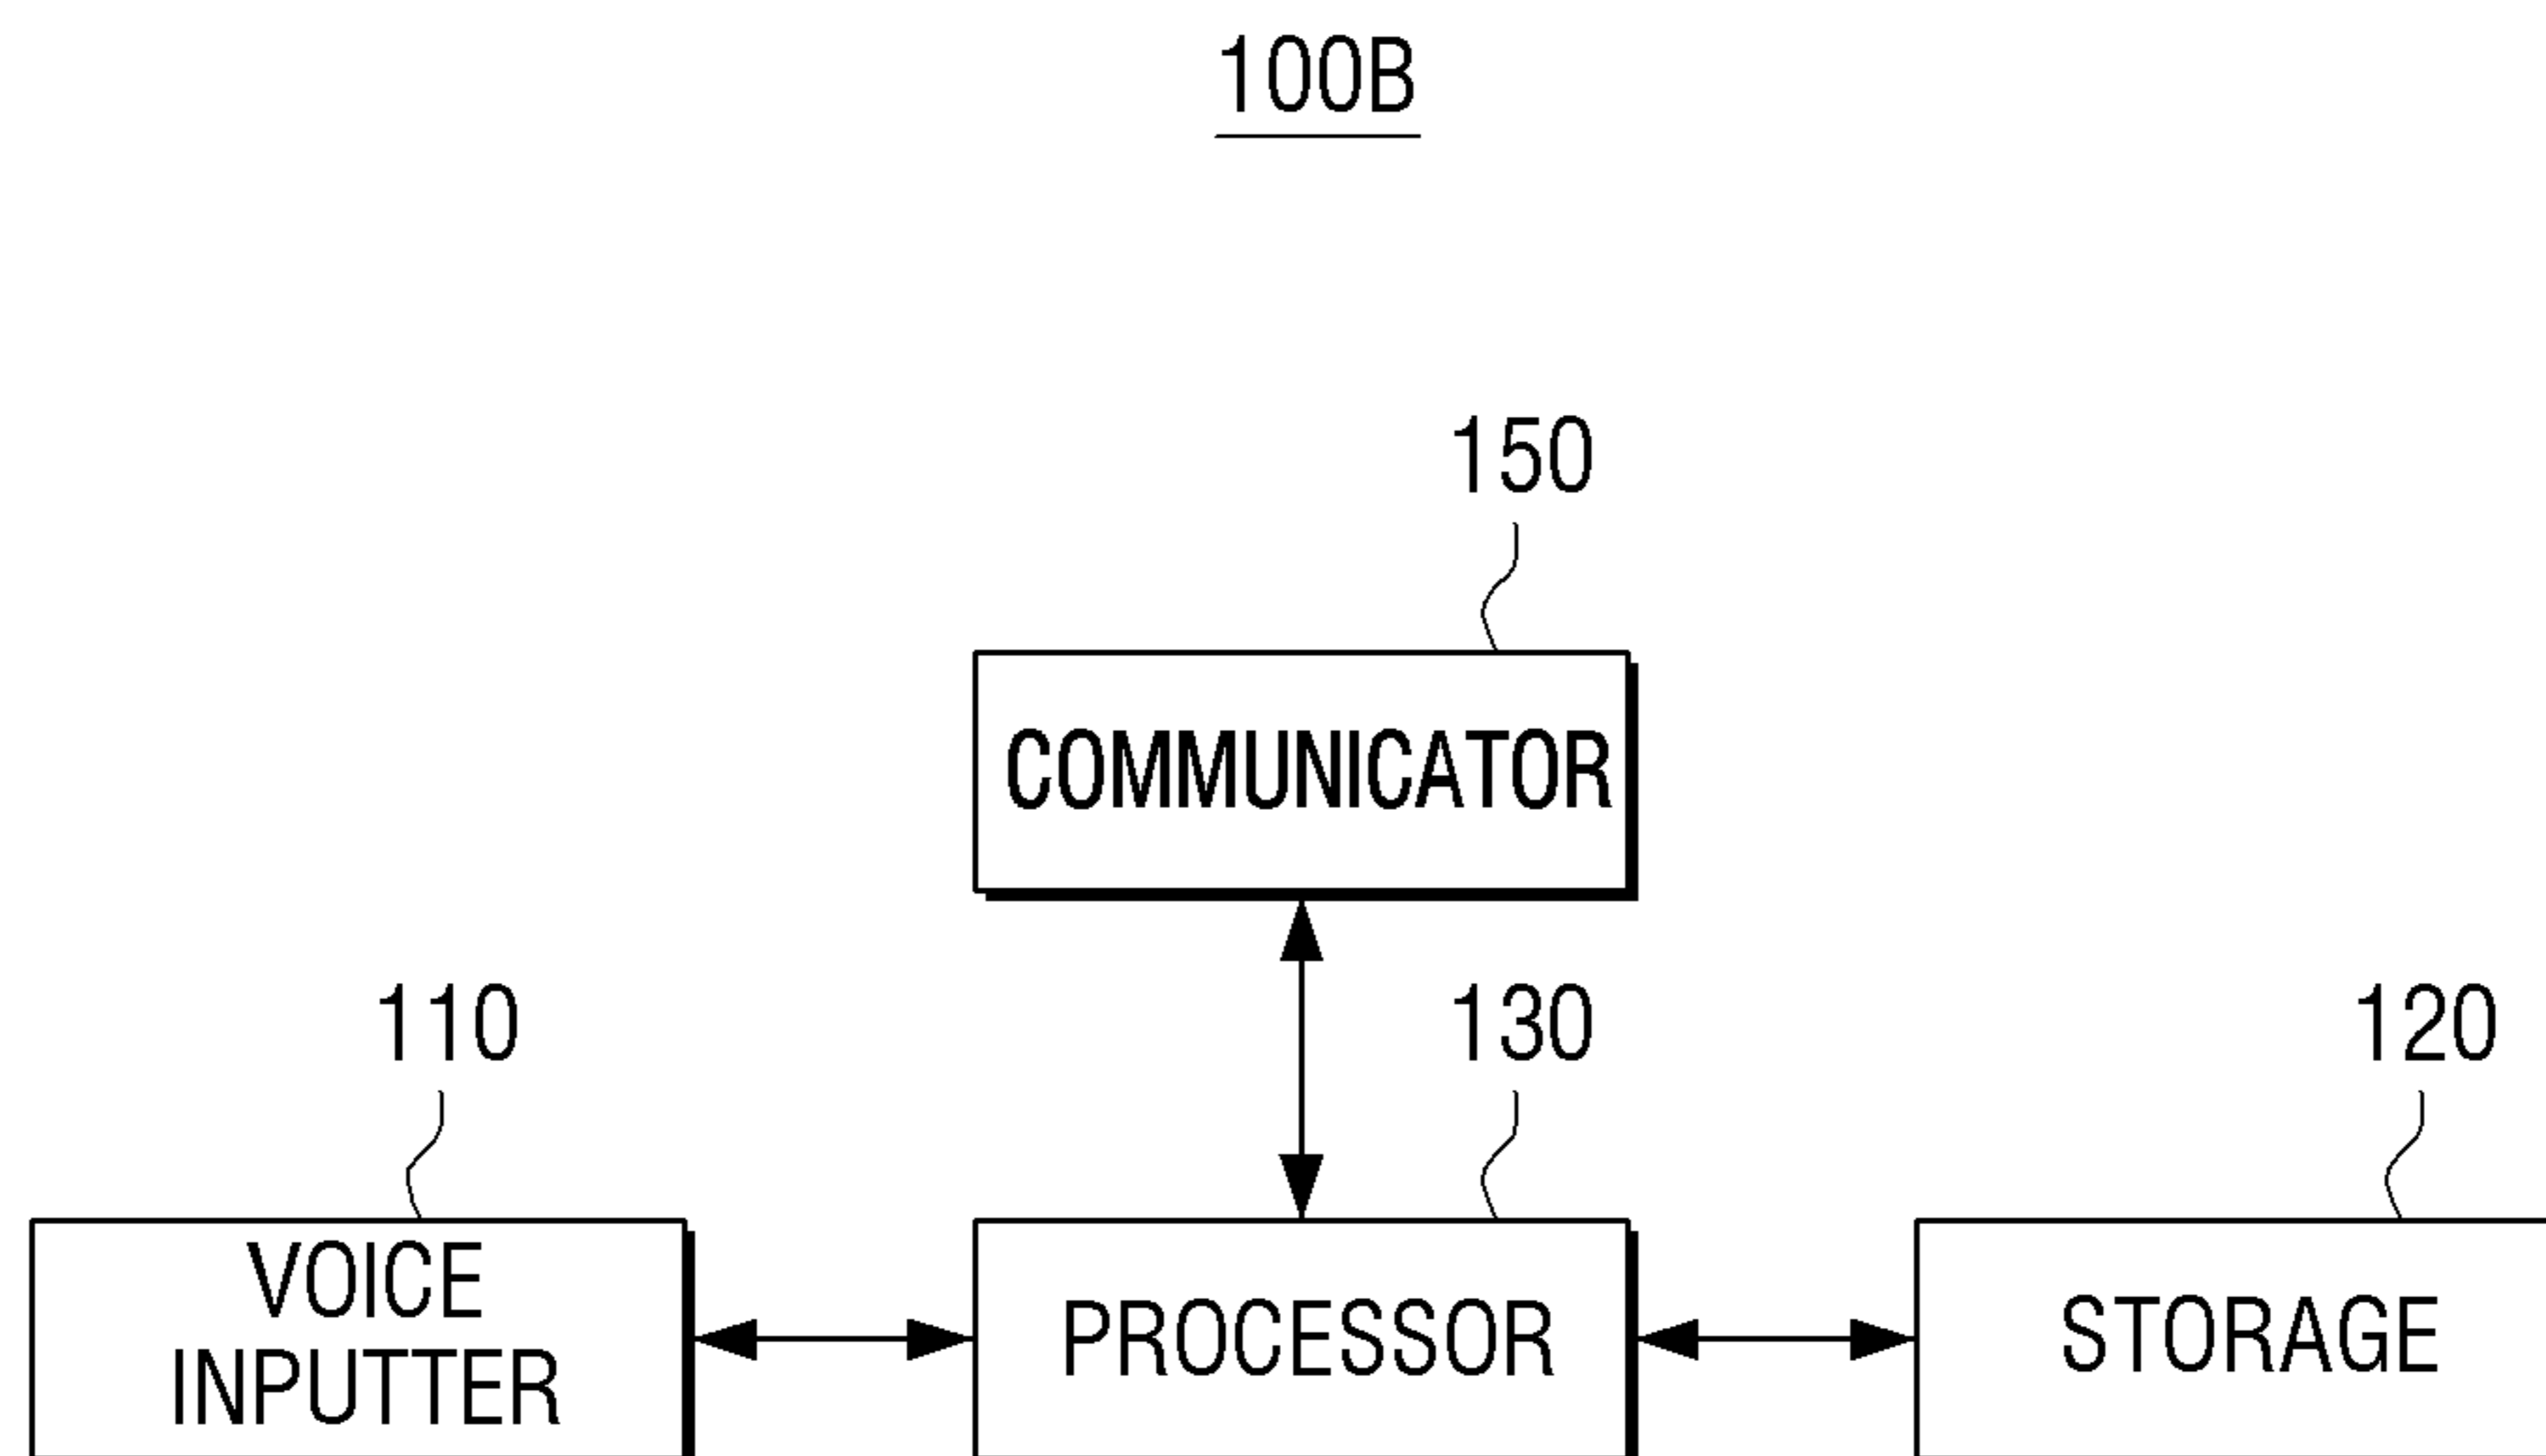 100B
150
COMMUNICATOR
110
130
120
VOICE
INPUTTER
PROCESSOR
STORAGE